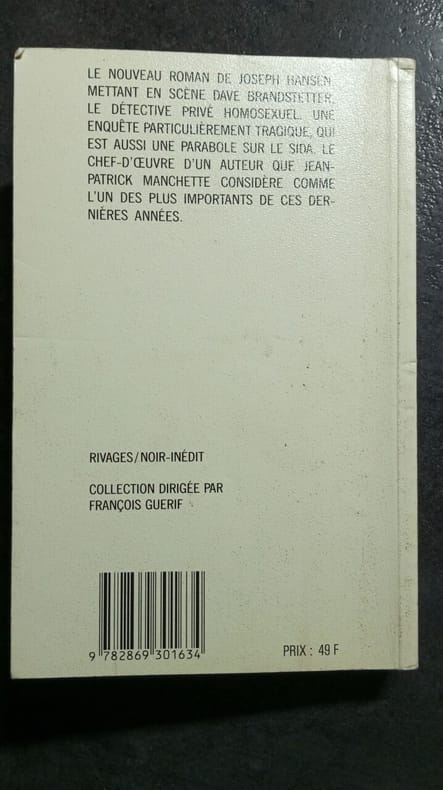 LE NOUVEAU ROMAN DE JOSEPH HANSEN,
METTANT EN SCÈNE DAVE BRANDSTETTER,
LE DÉTECTIVE PRIVÉ HOMOSEXUEL. UNE
ENQUÊTE PARTICULIÈREMENT TRAGIQUE, QUI
EST AUSSI UNE PARABOLE SUR LE SIDA. LE
CHEF-D'ŒUVRE D'UN AUTEUR QUE JEAN-
PATRICK MANCHETTE CONSIDÈRE COMME
L'UN DES PLUS IMPORTANTS DE CES DER-
NIÈRES ANNÉES.
RIVAGES/NOIR-INÉDIT
COLLECTION DIRIGÉE PAR
FRANÇOIS GUERIF
9 782869 301634
PRIX : 49 F